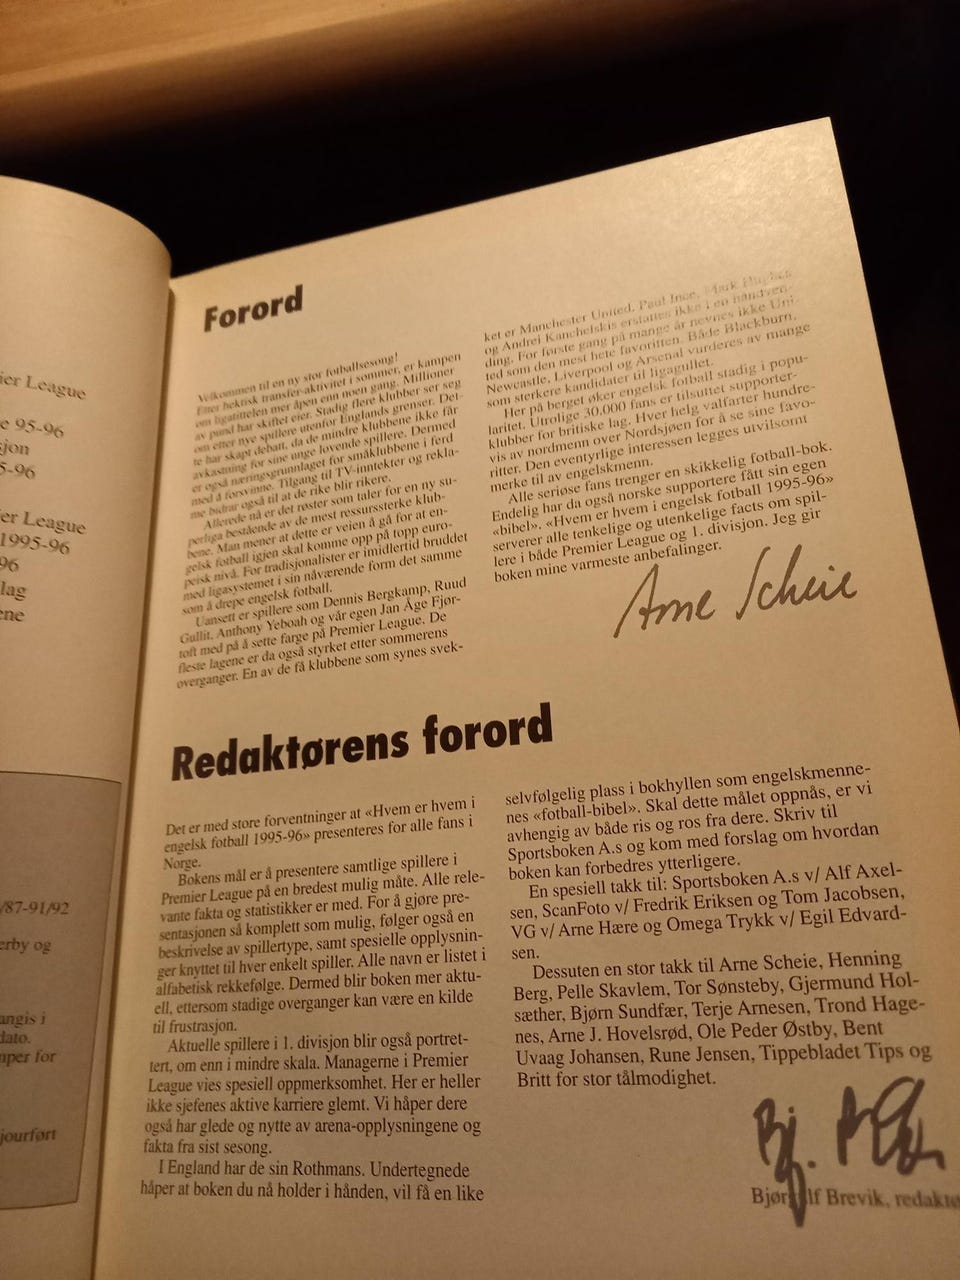 ier League
e 95-96
jon
5-96
er League
1995-96
96
lag
ene
/87-91/92
erby og
angis i
dato.
mper for
jourført
Forord
Velkommen til en ny stor fotballsesong!
Etter hektisk transfer-aktivitet i sommer, er kampen
om ligatittelen mer åpen enn noen gang. Millioner
av pund har skiftet eier. Stadig flere klubber ser seg
om etter nye spillere utenfor Englands grenser. Det-
te har skapt debatt, da de mindre klubbene ikke får
avkastning for sine unge lovende spillere. Dermed
er også næringsgrunnlaget for småklubbene i ferd
med å forsvinne. Tilgang til TV-inntekter og rekla-
me bidrar også til at de rike blir rikere.
Allerede nå er det røster som taler for en ny su-
perliga bestående av de mest ressurssterke klub-
bene. Man mener at dette er veien å gå for at en-
gelsk fotball igjen skal komme opp på topp euro-
peisk nivå. For tradisjonalister er imidlertid bruddet
med ligasystemet i sin nåværende form det samme
som å drepe engelsk fotball.
Uansett er spillere som Dennis Bergkamp, Ruud
Gullit, Anthony Yeboah og vår egen Jan Åge Fjør-
toft med på å sette farge på Premier League. De
fleste lagene er da også styrket etter sommerens
overganger. En av de få klubbene som synes svek-
ket er Manchester United. Paul Ince, Mark Hughes
og Andrei Kanchelskis erstattes ikke i en håndven-
ding. For første gang på mange år nevnes ikke Uni-
ted som den mest hete favoritten. Både Blackburn,
Newcastle, Liverpool og Arsenal vurderes av mange
som sterkere kandidater til ligagullet.
Her på berget øker engelsk fotball stadig i popu-
laritet. Utrolige 30.000 fans er tilsuttet supporter-
klubber for britiske lag. Hver helg valfarter hundre-
vis av nordmenn over Nordsjøen for å se sine favo-
ritter. Den eventyrlige interessen legges utvilsomt
merke til av engelskmenn.
Alle seriøse fans trenger en skikkelig fotball-bok.
Endelig har da også norske supportere fått sin egen
«bibel». «Hvem er hvem i engelsk fotball 1995-96»
serverer alle tenkelige og utenkelige facts om spil-
lere i både Premier League og 1. divisjon. Jeg gir
boken mine varmeste anbefalinger.
Arne Scheie
Redaktørens forord
Det er med store forventninger at «Hvem er hvem i
engelsk fotball 1995-96» presenteres for alle fans i
Norge.
Bokens mål er å presentere samtlige spillere i
Premier League på en bredest mulig måte. Alle rele-
vante fakta og statistikker er med. For å gjøre pre-
sentasjonen så komplett som mulig, følger også en
beskrivelse av spillertype, samt spesielle opplysnin-
ger knyttet til hver enkelt spiller. Alle navn er listet i
alfabetisk rekkefølge. Dermed blir boken mer aktu-
ell, ettersom stadige overganger kan være en kilde
til frustrasjon.
Aktuelle spillere i 1. divisjon blir også portret-
tert, om enn i mindre skala. Managerne i Premier
League vies spesiell oppmerksomhet. Her er heller
ikke sjefenes aktive karriere glemt. Vi håper dere
også har glede og nytte av arena-opplysningene og
fakta fra sist sesong.
I England har de sin Rothmans. Undertegnede
håper at boken du nå holder i hånden, vil få en like
selvfølgelig plass i bokhyllen som engelskmenne-
nes «fotball-bibel». Skal dette målet oppnås, er vi
avhengig av både ris og ros fra dere. Skriv til
Sportsboken A.s og kom med forslag om hvordan
boken kan forbedres ytterligere.
En spesiell takk til: Sportsboken A.s v/ Alf Axel-
sen, ScanFoto v/ Fredrik Eriksen og Tom Jacobsen,
VG v/ Arne Hære og Omega Trykk v/ Egil Edvard-
sen.
Dessuten en stor takk til Arne Scheie, Henning
Berg, Pelle Skavlem, Tor Sønsteby, Gjermund Hol-
sæther, Bjørn Sundfær, Terje Arnesen, Trond Hage-
nes, Arne J. Hovelsrød, Ole Peder Østby, Bent
Uvaag Johansen, Rune Jensen, Tippebladet Tips og
Britt for stor tålmodighet.
Bjør lf Brevik, redaktø